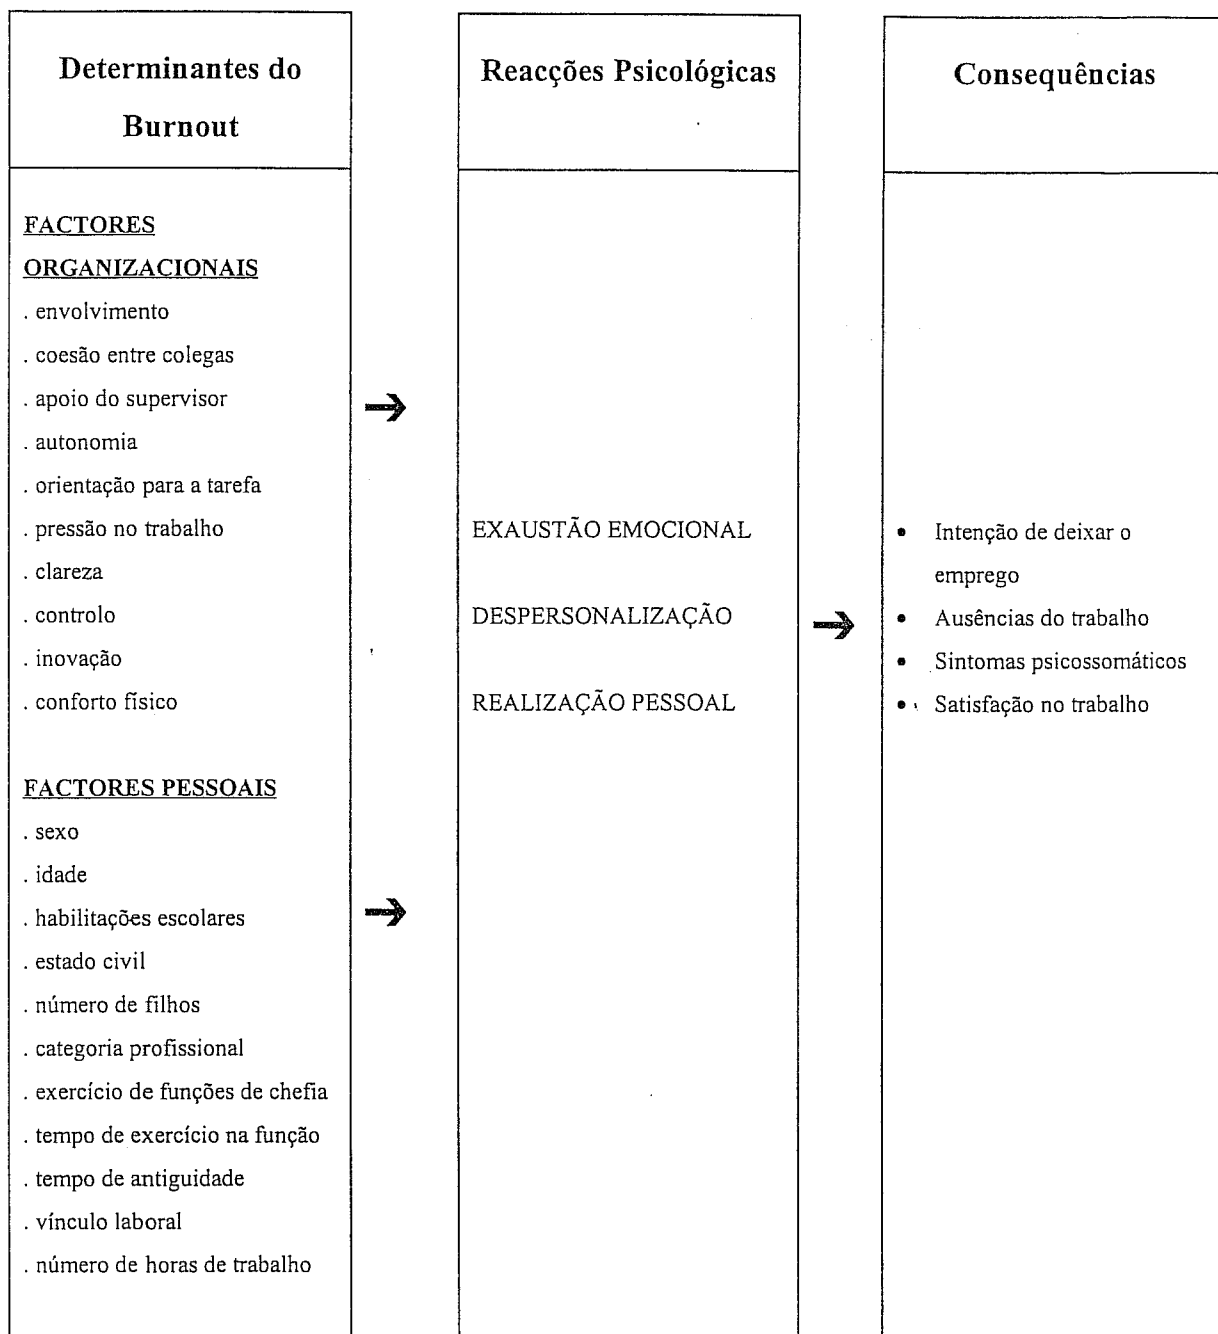 Determinantes do
Burnout
FACTORES
ORGANIZACIONAIS
. envolvimento
. coesão entre colegas
. apoio do supervisor
. autonomia
. orientação para a tarefa
. pressão no trabalho
. clareza
. controlo
. inovação
. conforto físico
FACTORES PESSOAIS
. sexo
. idade
. habilitações escolares
. estado civil
. número de filhos
. categoria profissional
. exercício de funções de chefia
. tempo de exercício na função
. tempo de antiguidade
. vínculo laboral
. número de horas de trabalho
Reacções Psicológicas
EXAUSTÃO EMOCIONAL
DESPERSONALIZAÇÃO
REALIZAÇÃO PESSOAL
Consequências
• Intenção de deixar o
emprego
• Ausências do trabalho
• Sintomas psicossomáticos
• Satisfação no trabalho